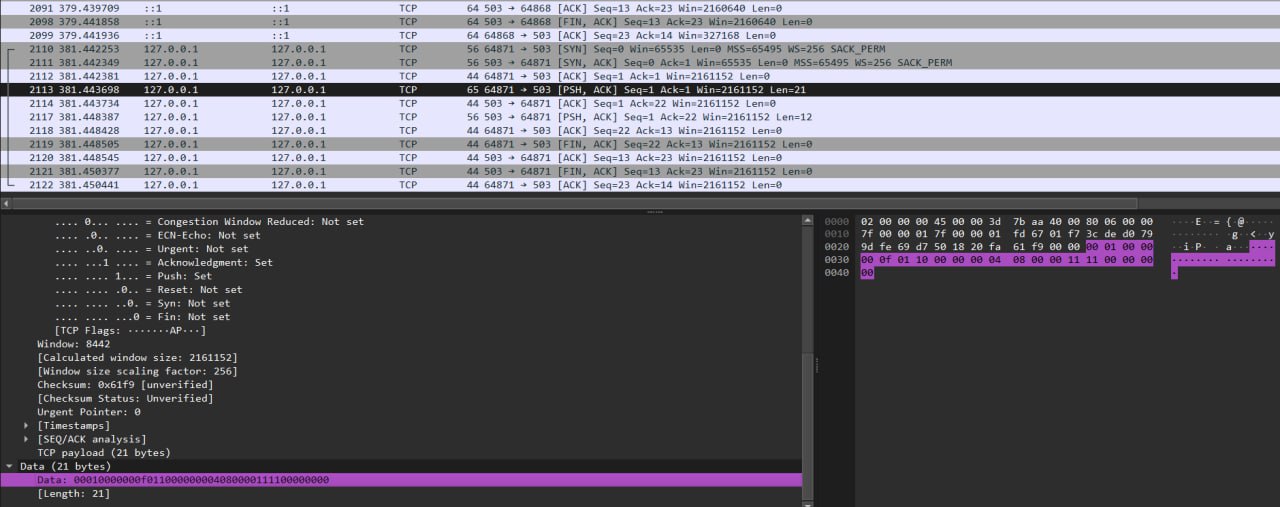 2091 379.439709 ::1 ::1 TCP 64 503 → 64868 [ACK] Seq=13 Ack=23 Win=2160640 Len=0
2098 379.441858 ::1 ::1 TCP 64 503 → 64868 [FIN, ACK] Seq=13 Ack=23 Win=2160640 Len=0
2099 379.441936 ::1 ::1 TCP 64 64868 → 503 [ACK] Seq=23 Ack=14 Win=327168 Len=0
2110 381.442253 127.0.0.1 127.0.0.1 TCP 56 64871 → 503 [SYN] Seq=0 Win=65535 Len=0 MSS=65495 WS=256 SACK_PERM
2111 381.442349 127.0.0.1 127.0.0.1 TCP 56 503 → 64871 [SYN, ACK] Seq=0 Ack=1 Win=65535 Len=0 MSS=65495 WS=256 SACK_PERM
2112 381.442381 127.0.0.1 127.0.0.1 TCP 44 64871 → 503 [ACK] Seq=1 Ack=1 Win=2161152 Len=0
2113 381.443698 127.0.0.1 127.0.0.1 TCP 65 64871 → 503 [PSH, ACK] Seq=1 Ack=1 Win=2161152 Len=21
2114 381.443734 127.0.0.1 127.0.0.1 TCP 44 503 → 64871 [ACK] Seq=1 Ack=22 Win=2161152 Len=0
2117 381.448387 127.0.0.1 127.0.0.1 TCP 56 503 → 64871 [PSH, ACK] Seq=1 Ack=22 Win=2161152 Len=12
2118 381.448428 127.0.0.1 127.0.0.1 TCP 44 64871 → 503 [ACK] Seq=22 Ack=13 Win=2161152 Len=0
2119 381.448505 127.0.0.1 127.0.0.1 TCP 44 64871 → 503 [FIN, ACK] Seq=22 Ack=13 Win=2161152 Len=0
2120 381.448545 127.0.0.1 127.0.0.1 TCP 44 503 → 64871 [ACK] Seq=13 Ack=23 Win=2161152 Len=0
2121 381.450377 127.0.0.1 127.0.0.1 TCP 44 503 → 64871 [FIN, ACK] Seq=13 Ack=23 Win=2161152 Len=0
2122 381.450441 127.0.0.1 127.0.0.1 TCP 44 64871 → 503 [ACK] Seq=23 Ack=14 Win=2161152 Len=0
.... 0... .... = Congestion Window Reduced: Not set
.... .0.. .... = ECN-Echo: Not set
.... ..0. .... = Urgent: Not set
.... ...1 .... = Acknowledgment: Set
.... .... 1... = Push: Set
.... .... .0.. = Reset: Not set
.... .... ..0. = Syn: Not set
.... .... ...0 = Fin: Not set
[TCP Flags: ·······AP···]
Window: 8442
[Calculated window size: 2161152]
[Window size scaling factor: 256]
Checksum: 0x61f9 [unverified]
[Checksum Status: Unverified]
Urgent Pointer: 0
[Timestamps]
[SEQ/ACK analysis]
TCP payload (21 bytes)
Data (21 bytes)
Data: 00010000000f011000000004080000111100000000
[Length: 21]
0000 02 00 00 00 45 00 00 3d 7b aa 40 00 80 06 00 00 ····E··= {·@·····
0010 7f 00 00 01 7f 00 00 01 fd 67 01 f7 3c de d0 79 ········ ·g··<··y
0020 9d fe 69 d7 50 18 20 fa 61 f9 00 00 00 01 00 00 ··i·P· · a·······
0030 00 0f 01 10 00 00 00 04 08 00 00 11 11 00 00 00 ········ ········
0040 00 ·